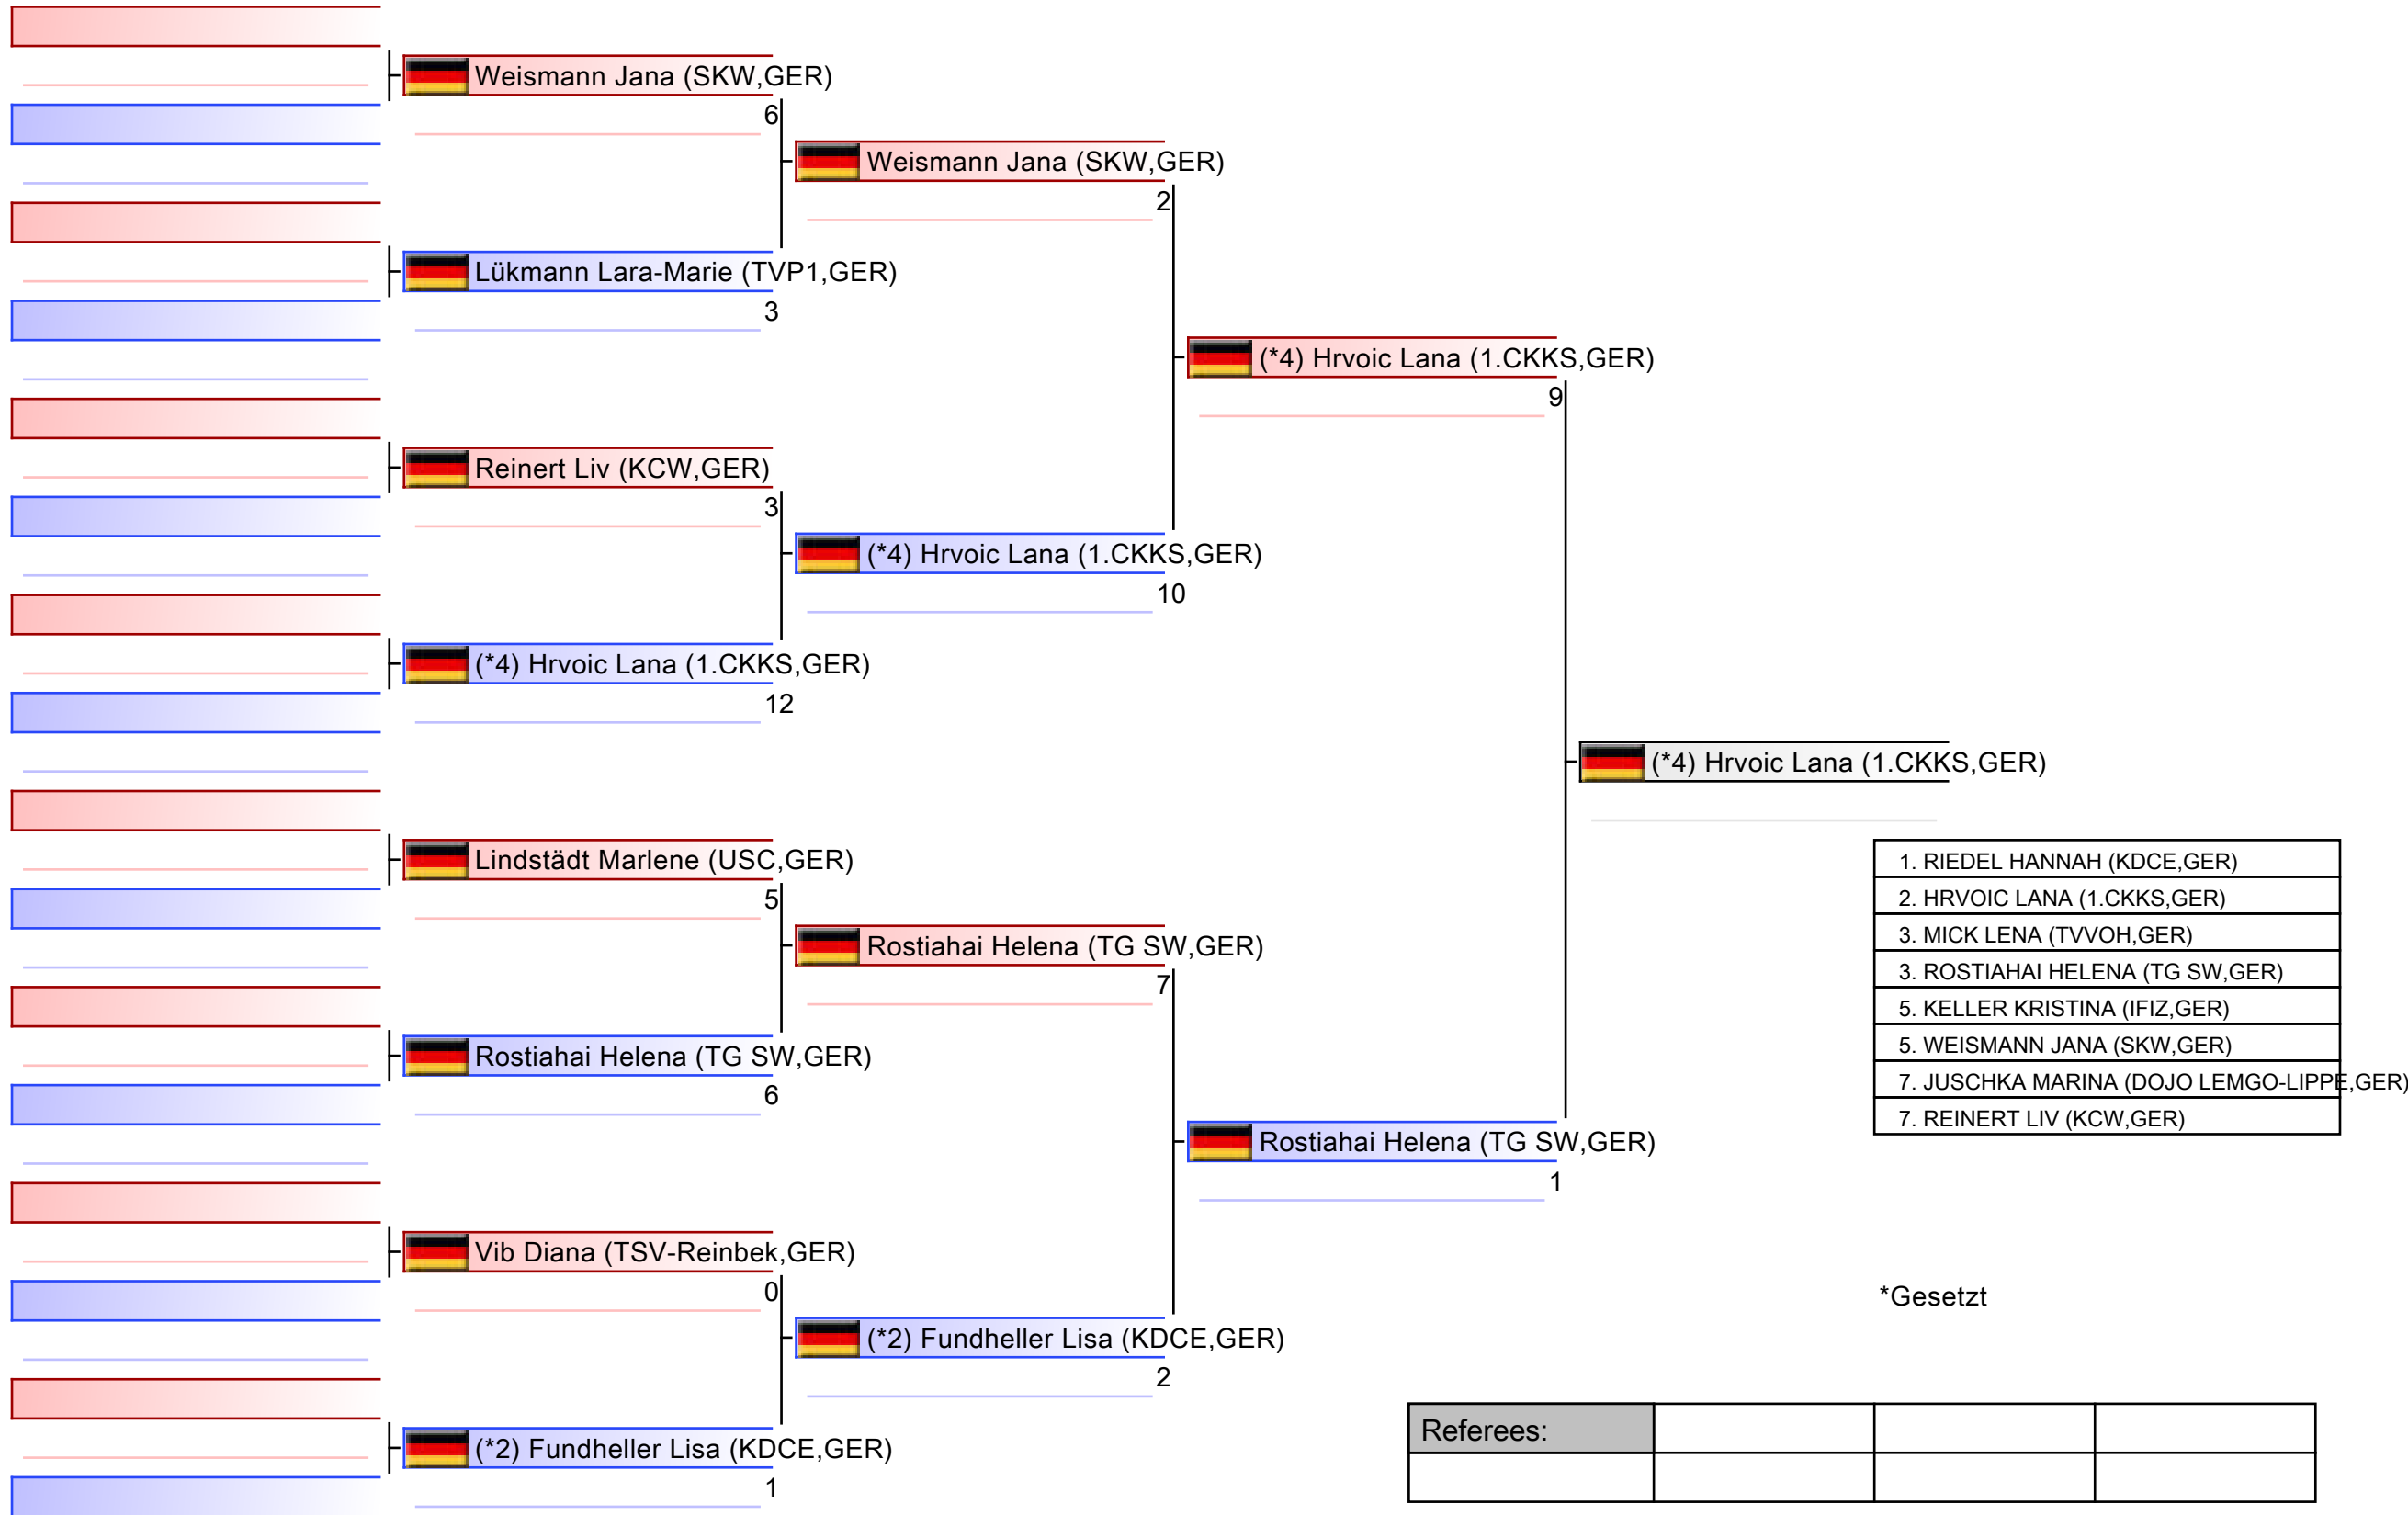 Weismann Jana (SKW,GER)
6
Weismann Jana (SKW,GER)
2
Lükmann Lara-Marie (TVP1,GER)
3
(*4) Hrvoic Lana (1.CKKS,GER)
9
Reinert Liv (KCW,GER)
3
(*4) Hrvoic Lana (1.CKKS,GER)
10
(*4) Hrvoic Lana (1.CKKS,GER)
12
(*4) Hrvoic Lana (1.CKKS,GER)
Lindstädt Marlene (USC,GER)
5
Rostiahai Helena (TG SW,GER)
7
Rostiahai Helena (TG SW,GER)
6
Rostiahai Helena (TG SW,GER)
1
Vib Diana (TSV-Reinbek,GER)
0
(*2) Fundheller Lisa (KDCE,GER)
2
(*2) Fundheller Lisa (KDCE,GER)
1
1. RIEDEL HANNAH (KDCE,GER)
2. HRVOIC LANA (1.CKKS,GER)
3. MICK LENA (TVVOH,GER)
3. ROSTIAHAI HELENA (TG SW,GER)
5. KELLER KRISTINA (IFIZ,GER)
5. WEISMANN JANA (SKW,GER)
7. JUSCHKA MARINA (DOJO LEMGO-LIPPE,GER)
7. REINERT LIV (KCW,GER)
*Gesetzt
Referees: